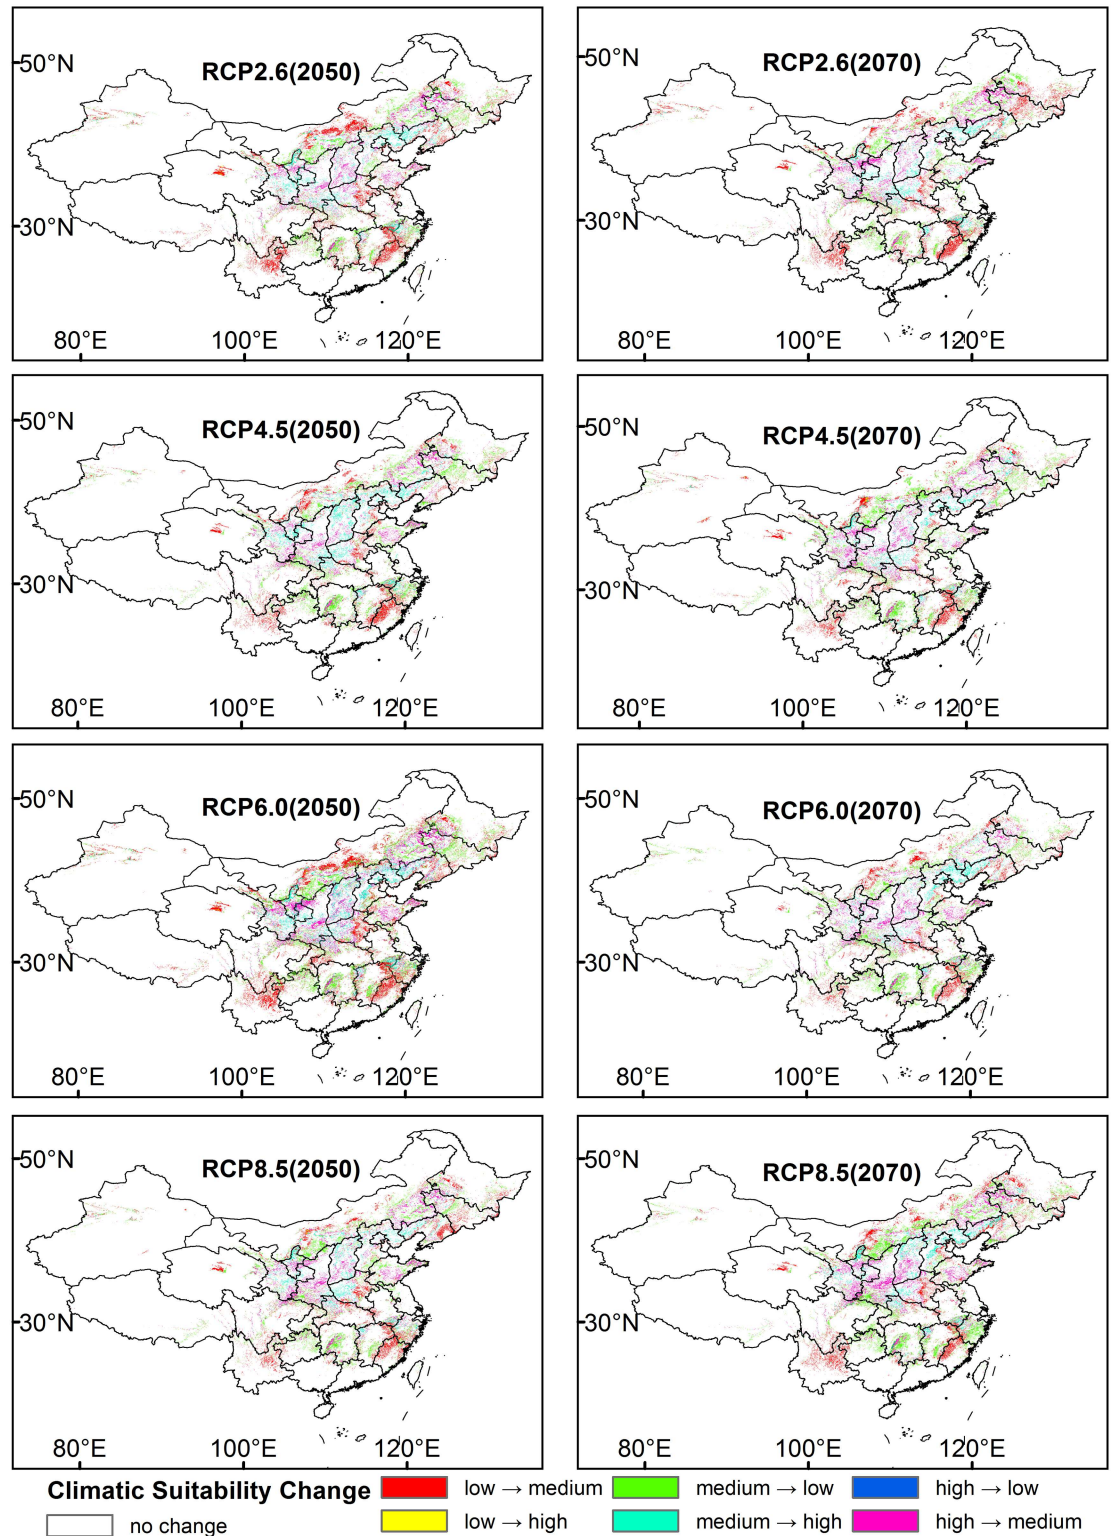 RCP2.6(2050)
50°N
30°N
80°E 100°E 120°E
RCP2.6(2070)
50°N
30°N
80°E 100°E 120°E
RCP4.5(2050)
50°N
30°N
80°E 100°E 120°E
RCP4.5(2070)
50°N
30°N
80°E 100°E 120°E
RCP6.0(2050)
50°N
30°N
80°E 100°E 120°E
RCP6.0(2070)
50°N
30°N
80°E 100°E 120°E
RCP8.5(2050)
50°N
30°N
80°E 100°E 120°E
RCP8.5(2070)
50°N
30°N
80°E 100°E 120°E
Climatic Suitability Change low → medium medium → low high → low
no change low → high medium → high high → medium